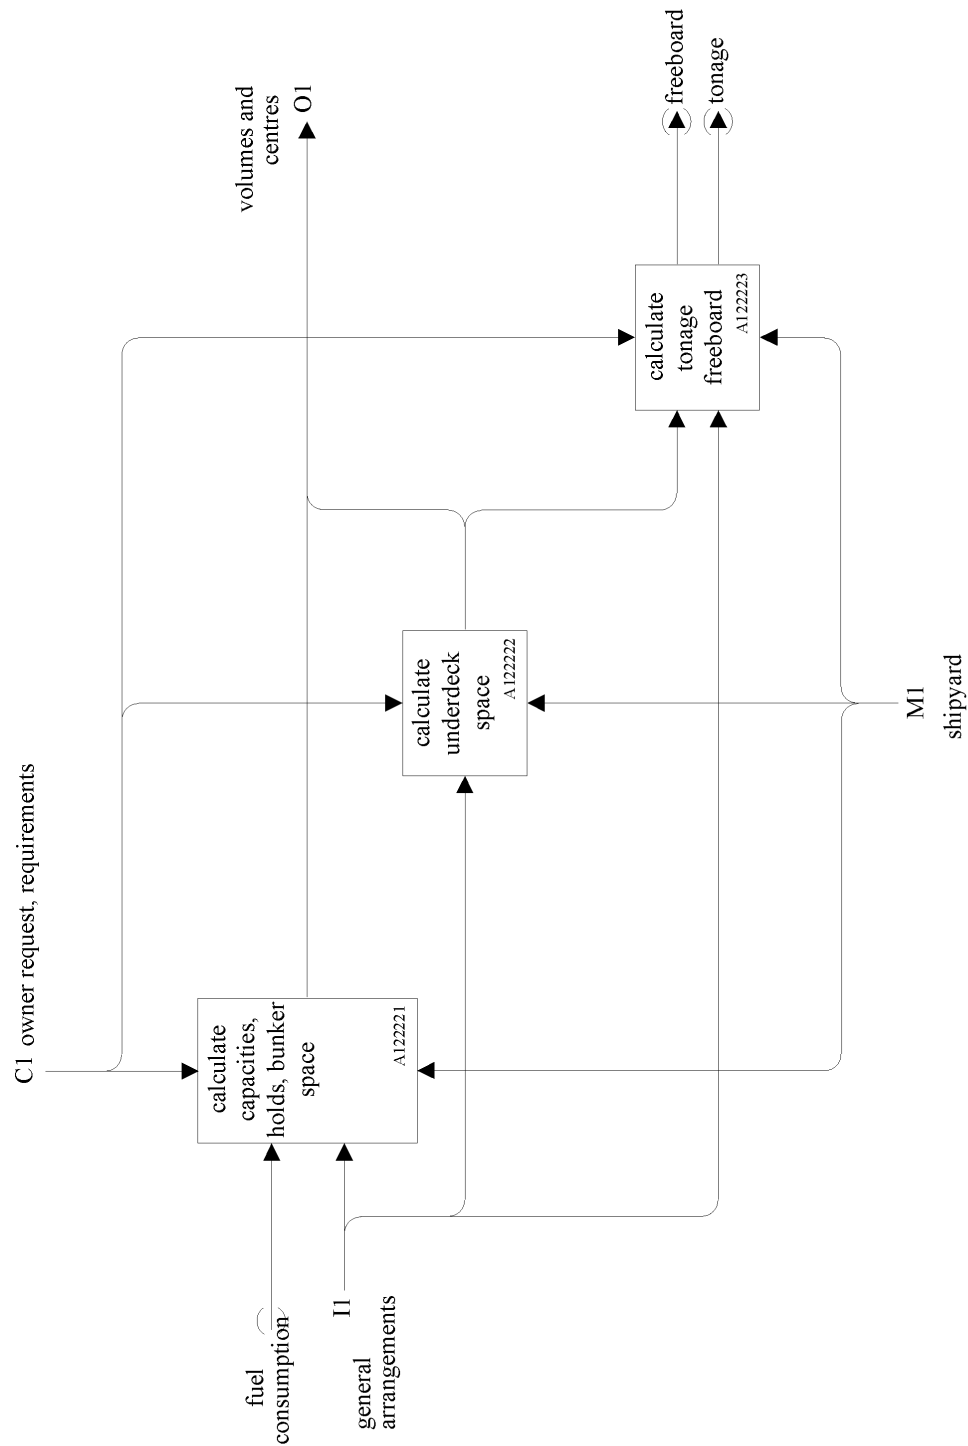 C1 owner request, requirements
volumes and
centres
O1
calculate
capacities,
holds, bunker
space
A122221
fuel
consumption
I1
general
arrangements
calculate
underdeck
space
A122222
calculate
tonage
freeboard
A122223
freeboard
tonage
M1
shipyard